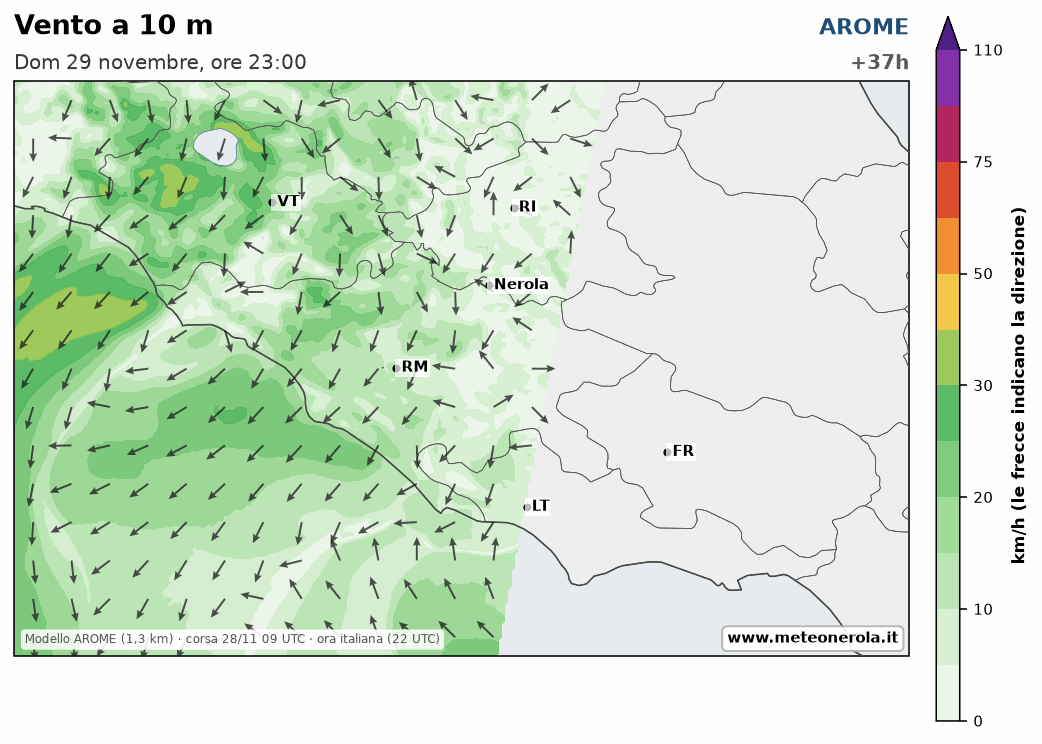 Vento a 10 m
AROME
Dom 29 novembre, ore 23:00
+37h
VT
RI
Nerola
RM
FR
LT
Modello AROME (1,3 km) · corsa 28/11 09 UTC · ora italiana (22 UTC)
www.meteonerola.it
110
75
50
30
20
10
0
km/h (le frecce indicano la direzione)